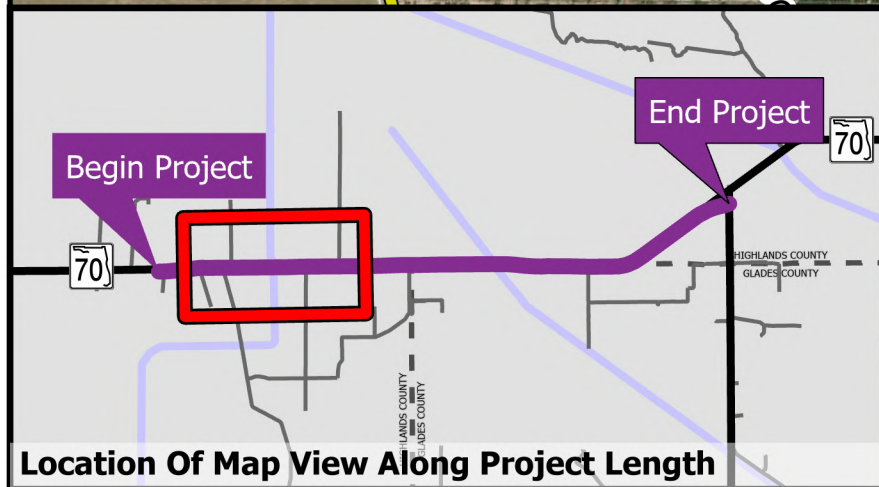 End Project
70
Begin Project
70
HIGHLANDS COUNTY
GLADES COUNTY
HIGHLANDS COUNTY
GLADES COUNTY
Location Of Map View Along Project Length